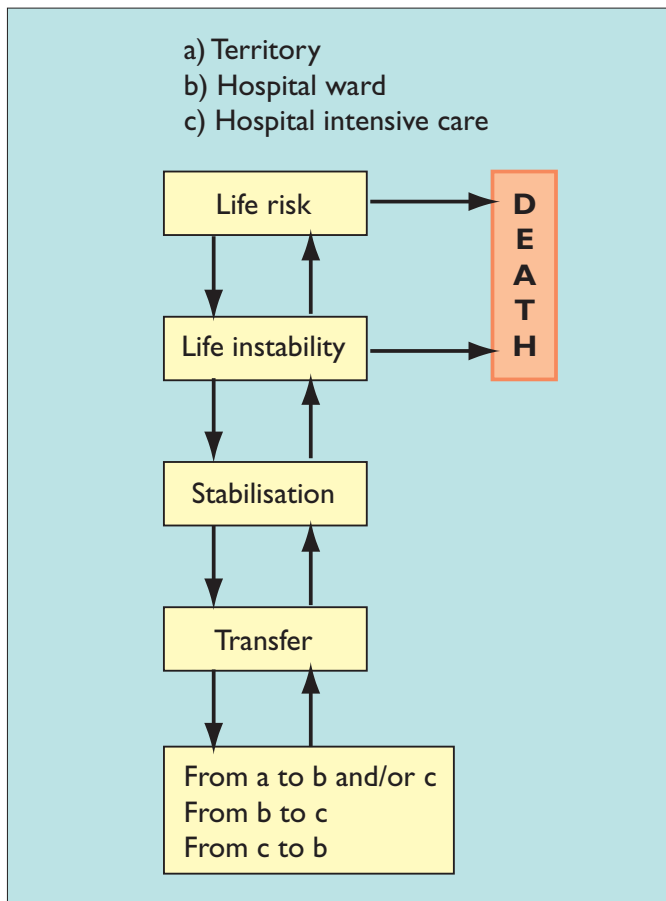 a) Territory
b) Hospital ward
c) Hospital intensive care
Life risk
D
E
A
T
H
Life instability
Stabilisation
Transfer
From a to b and/or c
From b to c
From c to b